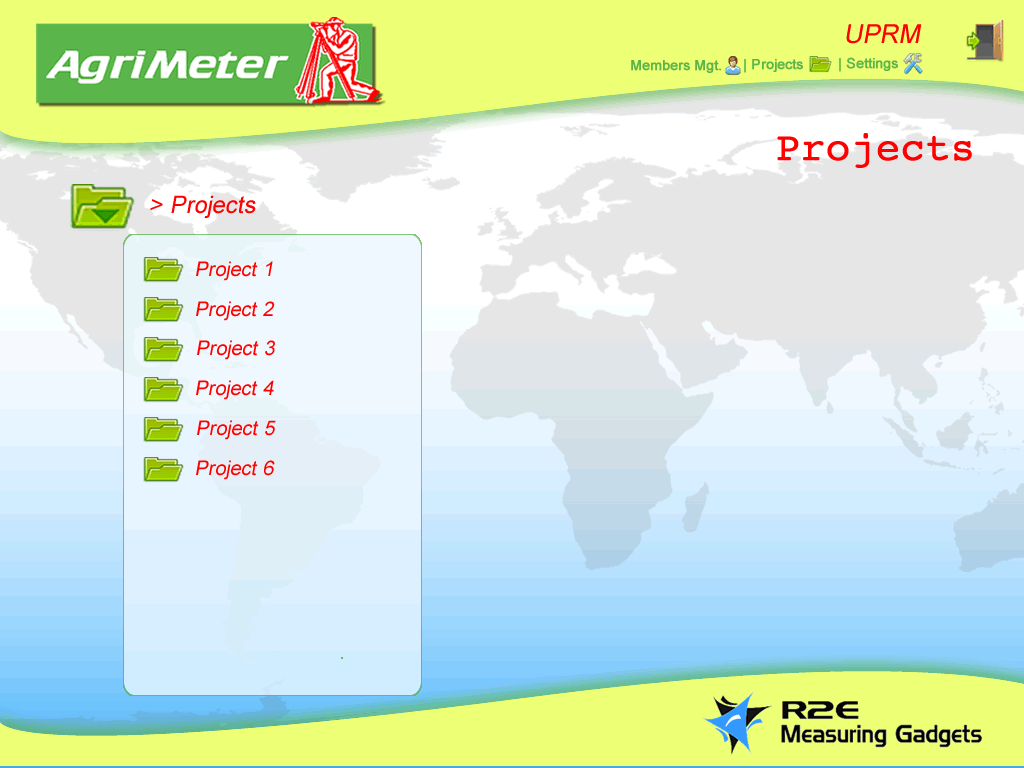 AgriMeter
UPRM
Members Mgt. | Projects | Settings
Projects
> Projects
Project 1
Project 2
Project 3
Project 4
Project 5
Project 6
R2E
Measuring Gadgets